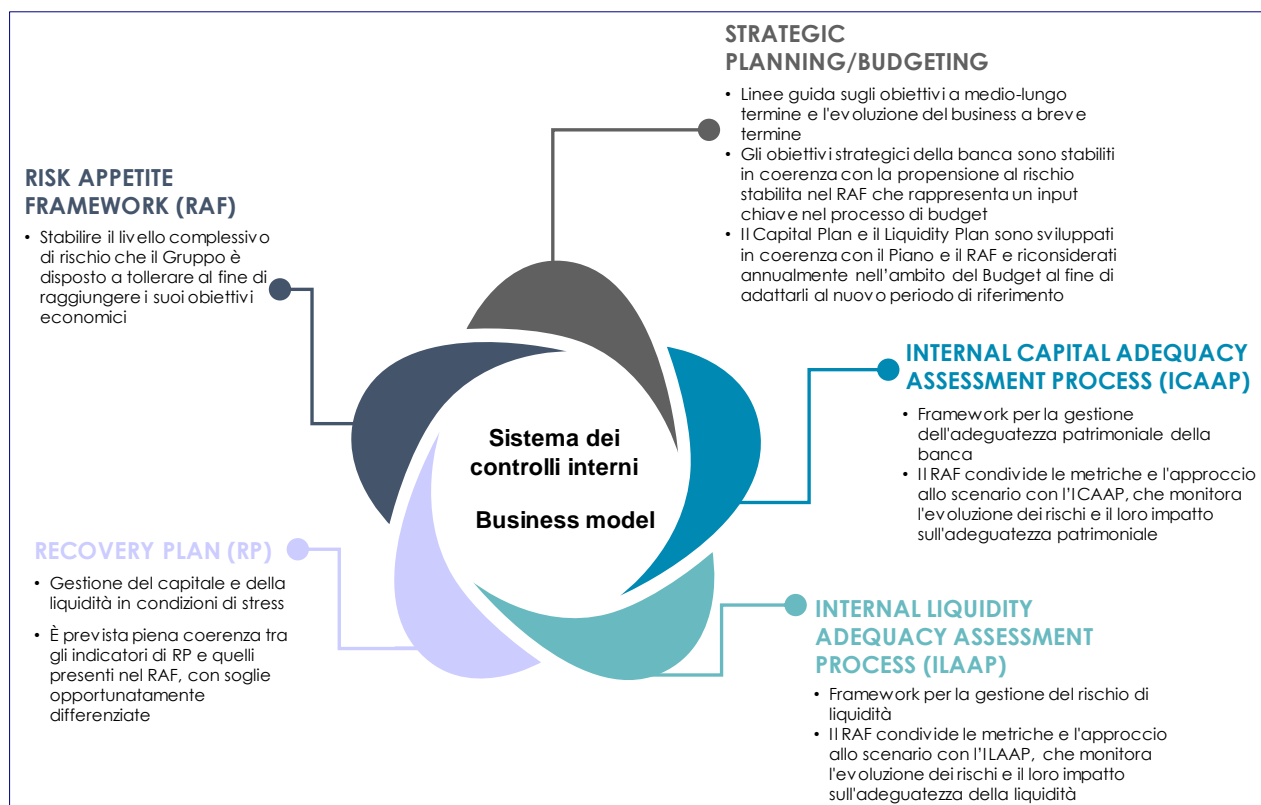 STRATEGIC
PLANNING/BUDGETING
• Linee guida sugli obiettivi a medio-lungo
termine e l'evoluzione del business a breve
termine
• Gli obiettivi strategici della banca sono stabiliti
in coerenza con la propensione al rischio
stabilita nel RAF che rappresenta un input
chiave nel processo di budget
• Il Capital Plan e il Liquidity Plan sono sviluppati
in coerenza con il Piano e il RAF e riconsiderati
annualmente nell'ambito del Budget al fine di
adattarli al nuovo periodo di riferimento
RISK APPETITE
FRAMEWORK (RAF)
• Stabilire il livello complessivo
di rischio che il Gruppo è
disposto a tollerare al fine di
raggiungere i suoi obiettivi
economici
INTERNAL CAPITAL ADEQUACY
ASSESSMENT PROCESS (ICAAP)
• Framework per la gestione
dell'adeguatezza patrimoniale della
banca
• Il RAF condivide le metriche e l'approccio
allo scenario con l'ICAAP, che monitora
l'evoluzione dei rischi e il loro impatto
sull'adeguatezza patrimoniale
Sistema dei
controlli interni
Business model
RECOVERY PLAN (RP)
• Gestione del capitale e della
liquidità in condizioni di stress
• È prevista piena coerenza tra
gli indicatori di RP e quelli
presenti nel RAF, con soglie
opportunatamente
differenziate
INTERNAL LIQUIDITY
ADEQUACY ASSESSMENT
PROCESS (ILAAP)
• Framework per la gestione del rischio di
liquidità
• Il RAF condivide le metriche e l'approccio
allo scenario con l'ILAAP, che monitora
l'evoluzione dei rischi e il loro impatto
sull'adeguatezza della liquidità